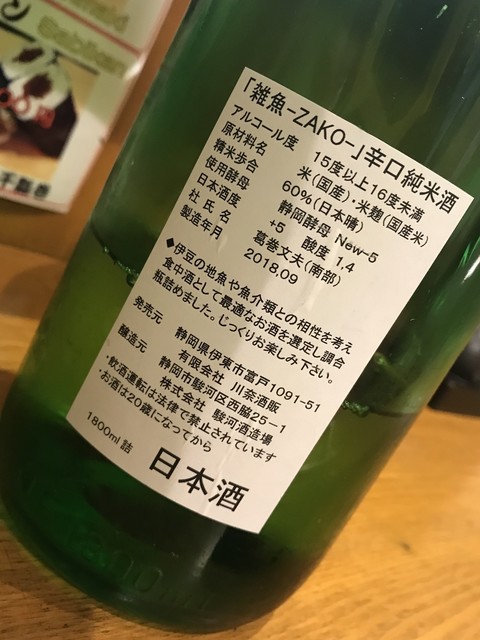 「雑魚-ZAKO-」辛口純米酒
アルコール度 15度以上16度未満
原材料名 米(国産)・米麹(国産米)
精米歩合 60%(日本晴)
使用酵母 静岡酵母 New-5
日本酒度 +5 酸度 1.4
杜氏名 葛巻文夫(南部)
製造年月 2018.09
◆伊豆の地魚や魚介類との相性を考え
食中酒として最適なお酒を選定し調合
瓶詰めました。じっくりお楽しみ下さい。
発売元 静岡県伊東市富戸1091-51
有限会社 川奈酒販
醸造元 静岡市駿河区西脇25-1
株式会社 駿河酒造場
・飲酒運転は法律で禁止されています
・お酒は20歳になってから
1800ml詰
日本酒